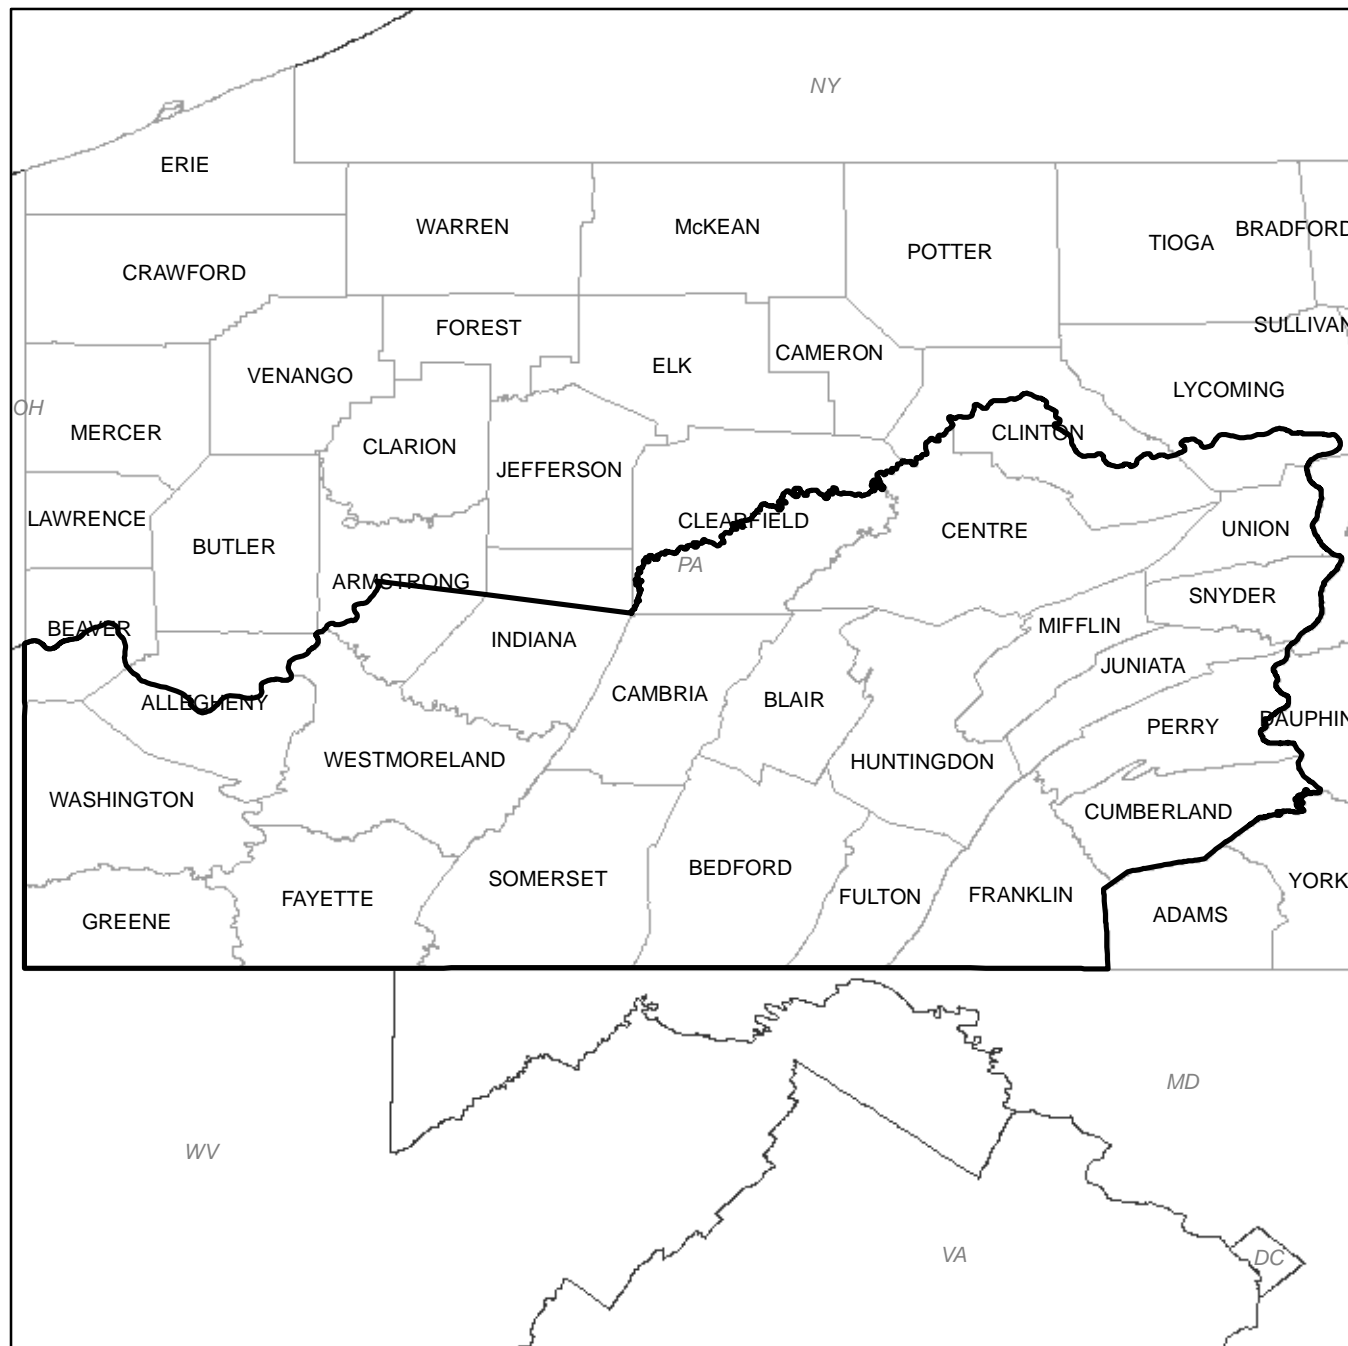 NY
ERIE
WARREN
McKEAN
BRADFORD
TIOGA
POTTER
CRAWFORD
FOREST
SULLIVAN
CAMERON
ELK
VENANGO
LYCOMING
OH
MERCER
CLINTON
CLARION
JEFFERSON
LAWRENCE
CLEARFIELD
CENTRE
UNION
BUTLER
PA
ARMSTRONG
SNYDER
MIFFLIN
BEAVER
INDIANA
JUNIATA
CAMBRIA
BLAIR
ALLEGHENY
DAUPHIN
PERRY
WESTMORELAND
HUNTINGDON
WASHINGTON
CUMBERLAND
BEDFORD
SOMERSET
YORK
FRANKLIN
FULTON
FAYETTE
ADAMS
GREENE
MD
WV
VA
DC